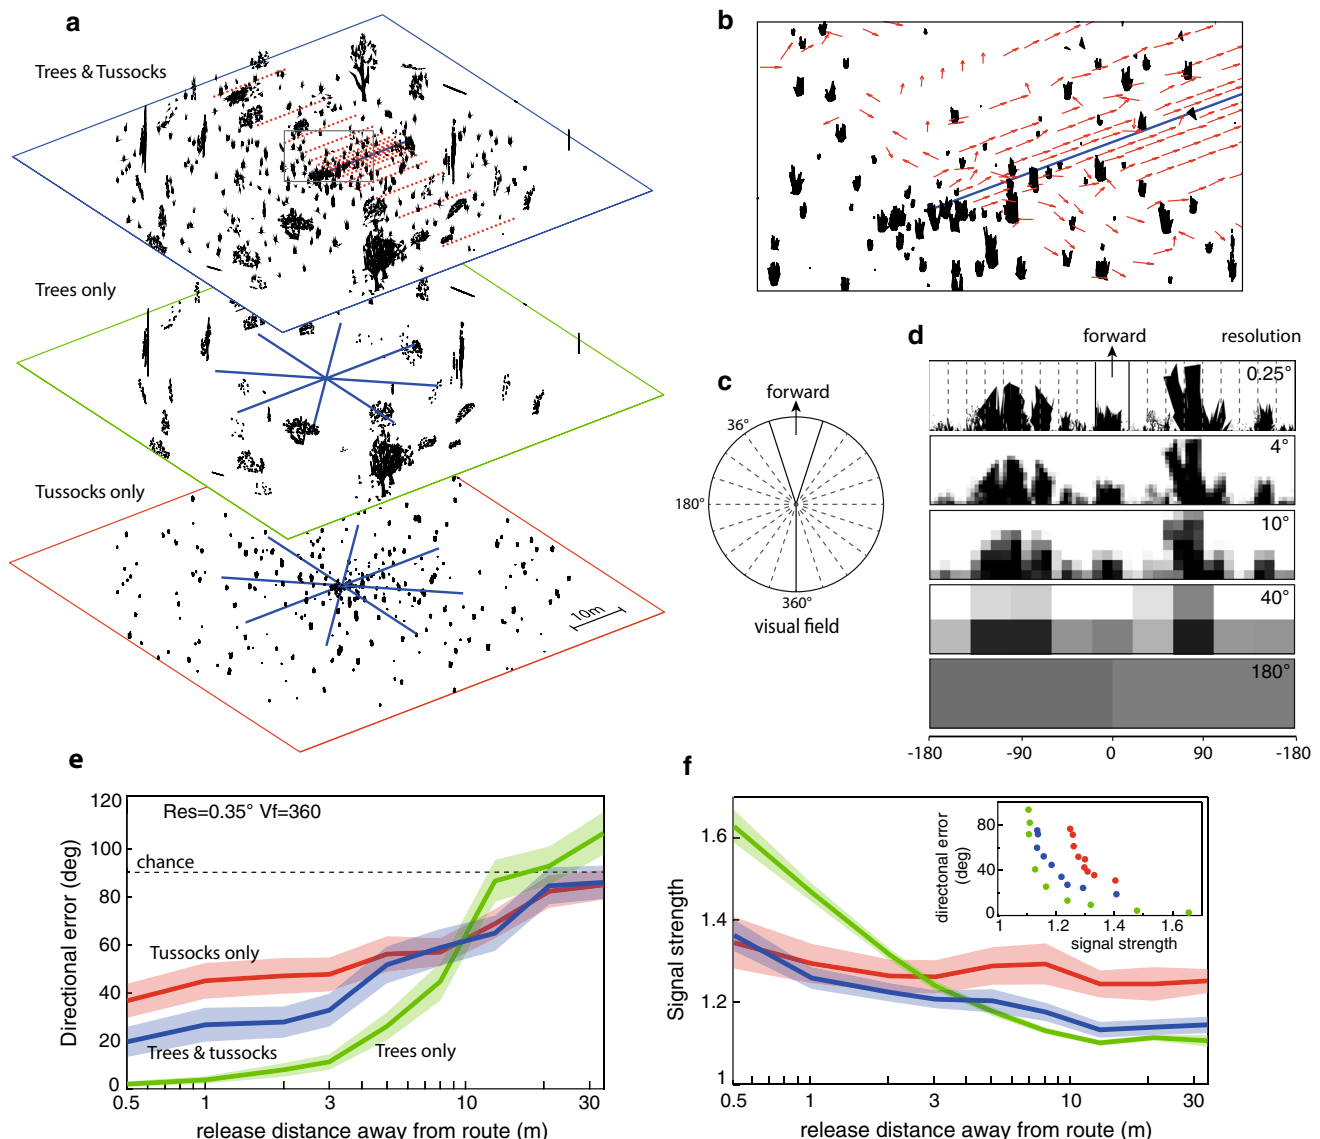 a
Trees & Tussocks
Trees only
Tussocks only
10m
b
c
forward
36°
180°
360°
visual field
d
forward
resolution
0.25°
4°
10°
40°
180°
-180
-90
0
90
-180
e
Res=0.35° Vf=360
chance
Tussocks only
Trees & tussocks
Trees only
Directional error (deg)
120
100
80
60
40
20
0
0.5
1
3
10
30
release distance away from route (m)
f
Signal strength
1.6
1.4
1.2
1
0.5
1
3
10
30
release distance away from route (m)
directonal error
(deg)
80
40
0
1
1.2
1.4
1.6
signal strength